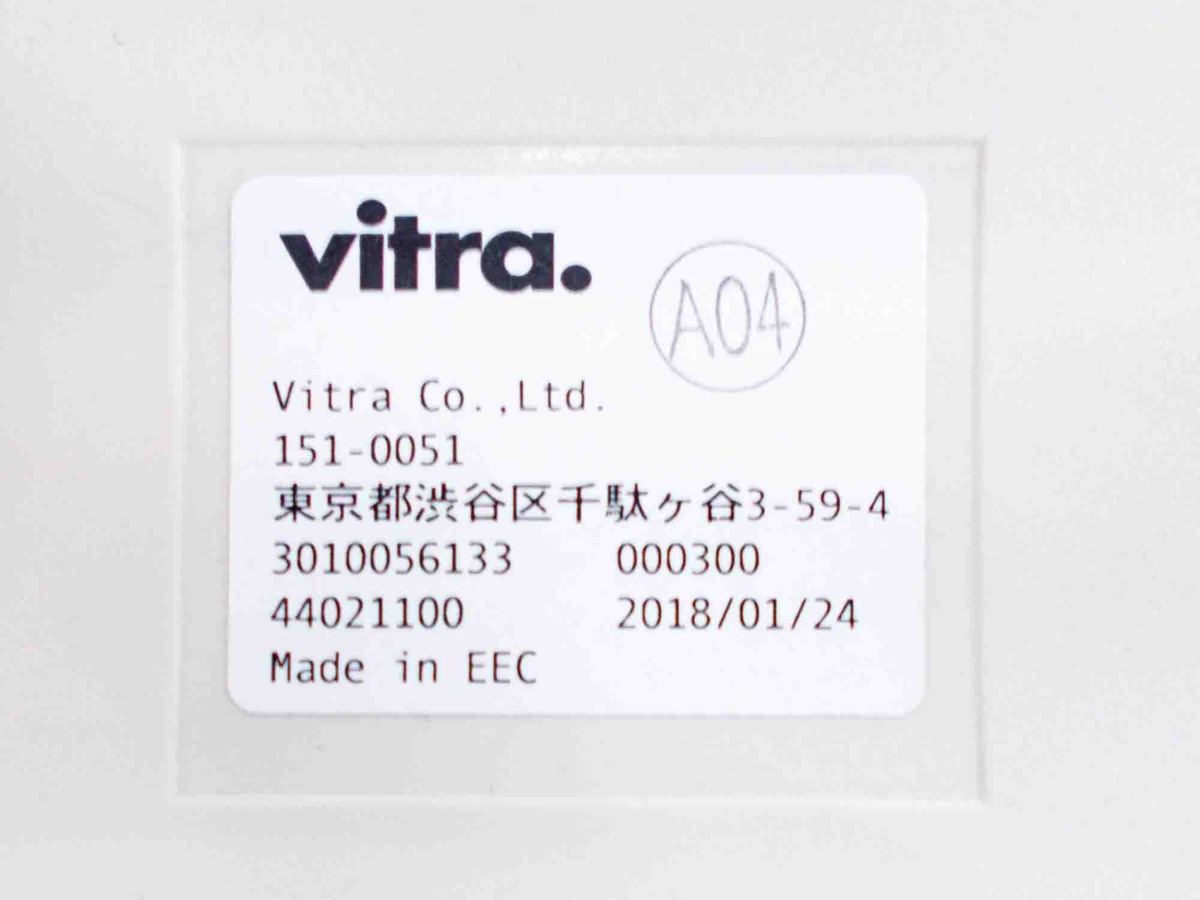 vitra.
A04
Vitra Co.,Ltd.
151-0051
東京都渋谷区千駄ヶ谷3-59-4
3010056133 000300
44021100 2018/01/24
Made in EEC